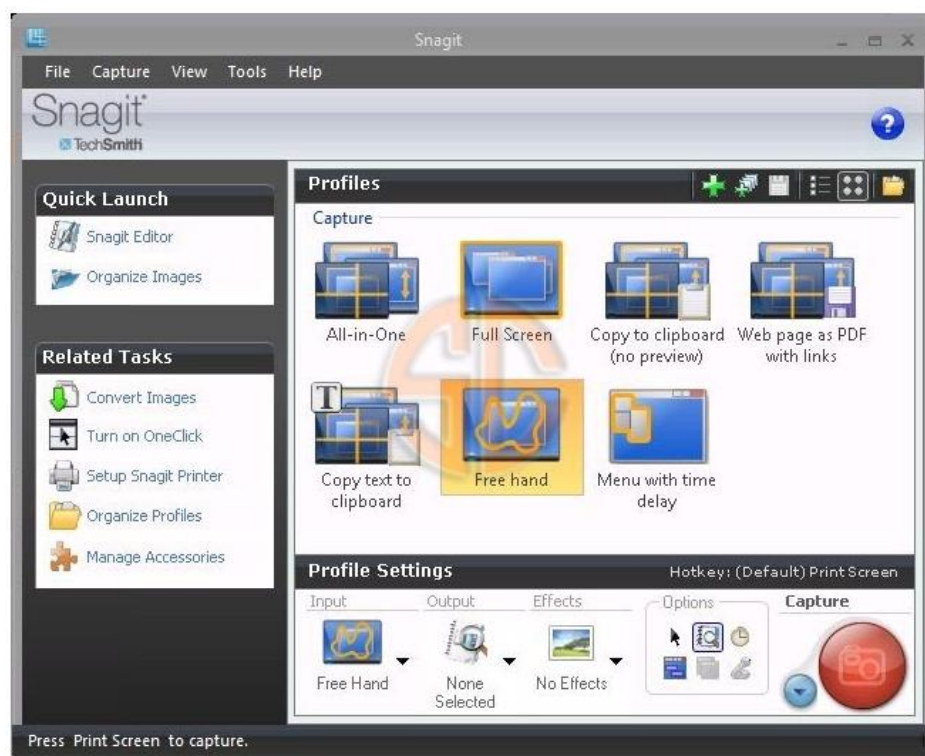 Snagit
File Capture View Tools Help
Snagit
TechSmith
?
Quick Launch
Snagit Editor
Organize Images
Related Tasks
Convert Images
Turn on OneClick
Setup Snagit Printer
Organize Profiles
Manage Accessories
Profiles
Capture
All-in-One
Full Screen
Copy to clipboard
(no preview)
Web page as PDF
with links
T
Copy text to
clipboard
Free hand
Menu with time
delay
Profile Settings
Hotkey: (Default) Print Screen
Input
Output
Effects
Options
Capture
Free Hand
None
Selected
No Effects
Press Print Screen to capture.